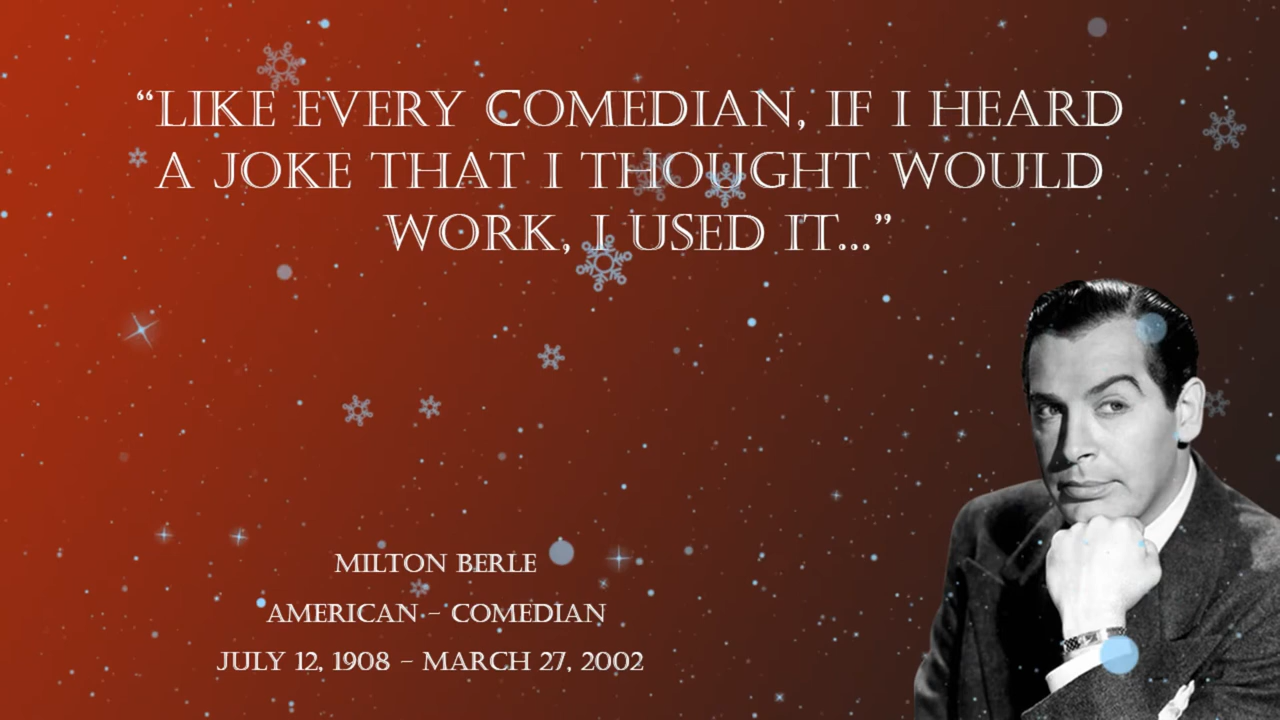 “LIKE EVERY COMEDIAN, IF I HEARD
A JOKE THAT I THOUGHT WOULD
WORK, I USED IT...”
MILTON BERLE
AMERICAN - COMEDIAN
JULY 12, 1908 - MARCH 27, 2002